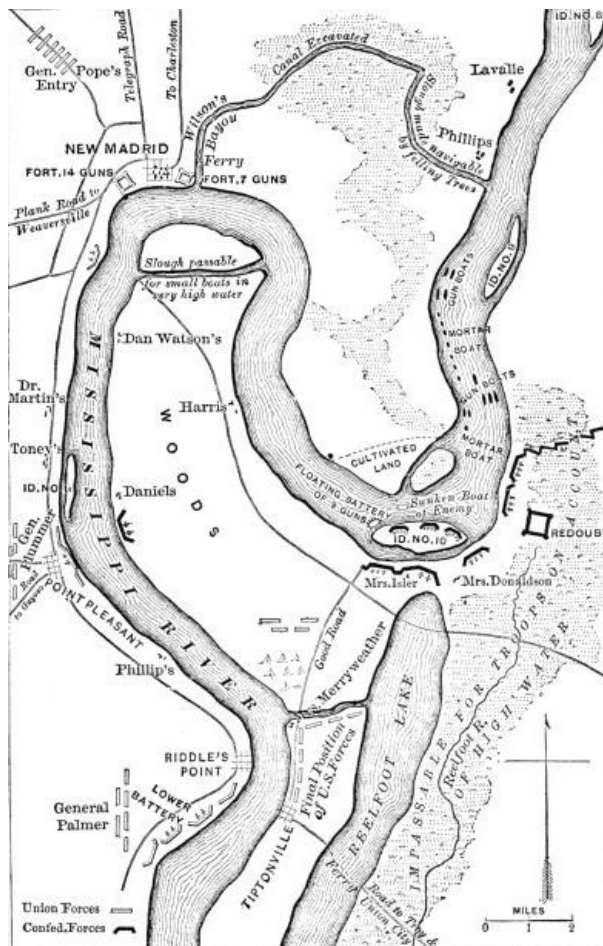 ID. NO. 8
Gen. Pope's
Entry
Telegraph Road
To Charleston
Canal Excavated
Slough made navigable
by felling Trees
Lavalle
Phillips
Wilson's
Bayou
Ferry
NEW MADRID
FORT, 14 GUNS
FORT, 7 GUNS
Plank Road to
Weaversville
Slough passable
for small boats in
very high water
ID. NO. 9
GUN BOATS
MORTAR
BOATS
GUN BOATS
MORTAR
BOAT
Dan Watson's
Dr.
Martin's
Harris
Toney's
WOODS
CULTIVATED
LAND
ID. NO.
MISSISSIPPI RIVER
Daniels
FLOATING BATTERY
OF 9 GUNS
Sunken Boat
of Enemy
ID. NO. 10
REDOUB
Gen.
Plummer
Road
POINT PLEASANT
Mrs. Isler
Mrs. Donaldson
Good Road
Phillip's
Merryweather
IMPASSABLE FOR TROOPS ON ACCOUNT
OF HIGH WATER
Reelfoot R.
REELFOOT LAKE
RIDDLE'S
POINT
Final Position
of U.S. Forces
General
Palmer
LOWER
BATTERY
TIPTONVILLE
Ferry
Road to Troy &
Union City
Union Forces
Confed. Forces
MILES
0 1 2